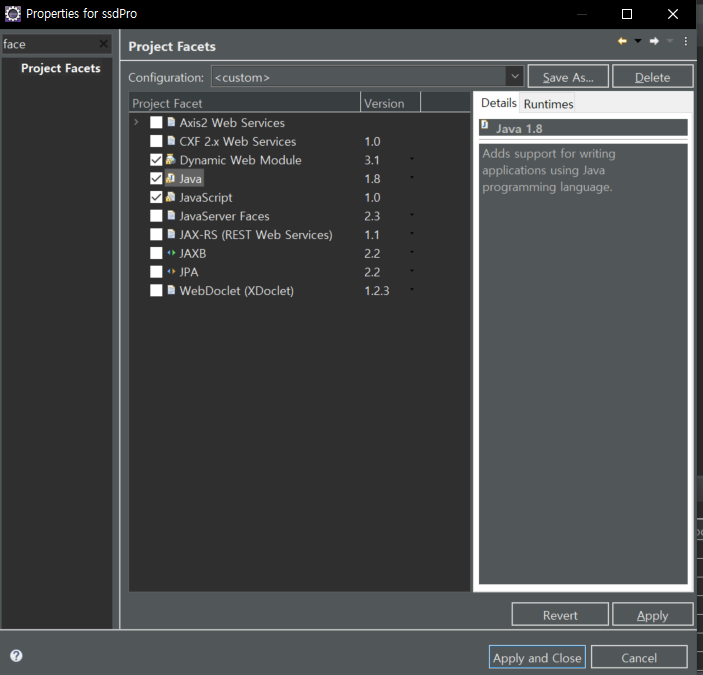 Properties for ssdPro
face
Project Facets
Project Facets
Configuration: <custom> Save As... Delete
Project Facet Version
Axis2 Web Services
CXF 2.x Web Services 1.0
Dynamic Web Module 3.1
Java 1.8
JavaScript 1.0
JavaServer Faces 2.3
JAX-RS (REST Web Services) 1.1
JAXB 2.2
JPA 2.2
WebDoclet (XDoclet) 1.2.3
Details Runtimes
Java 1.8
Adds support for writing
applications using Java
programming language.
Revert Apply
Apply and Close Cancel